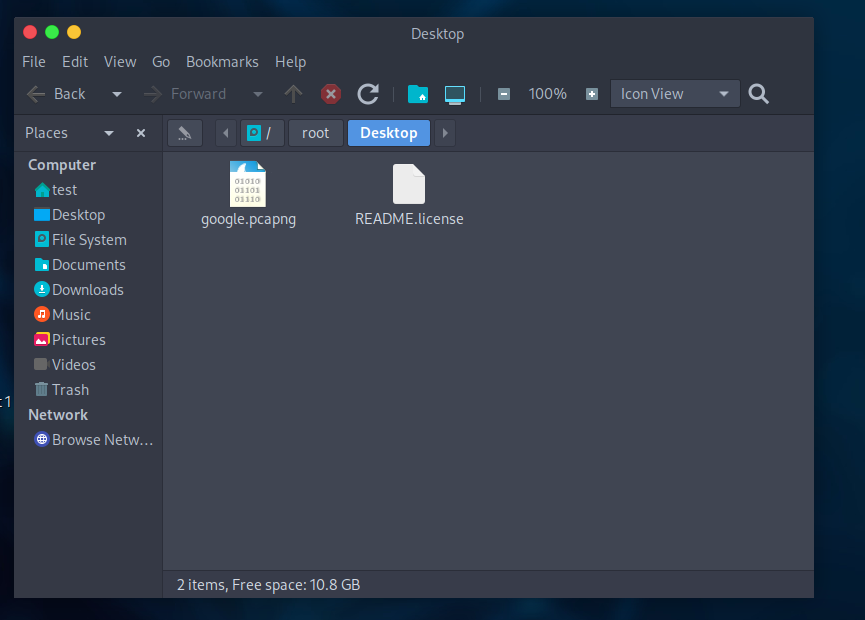 Desktop
File Edit View Go Bookmarks Help
Back Forward 100% Icon View
Places / root Desktop
Computer
test
Desktop
File System
Documents
Downloads
Music
Pictures
Videos
Trash
Network
Browse Netw...
01010
01101
01110
google.pcapng README.license
2 items, Free space: 10.8 GB